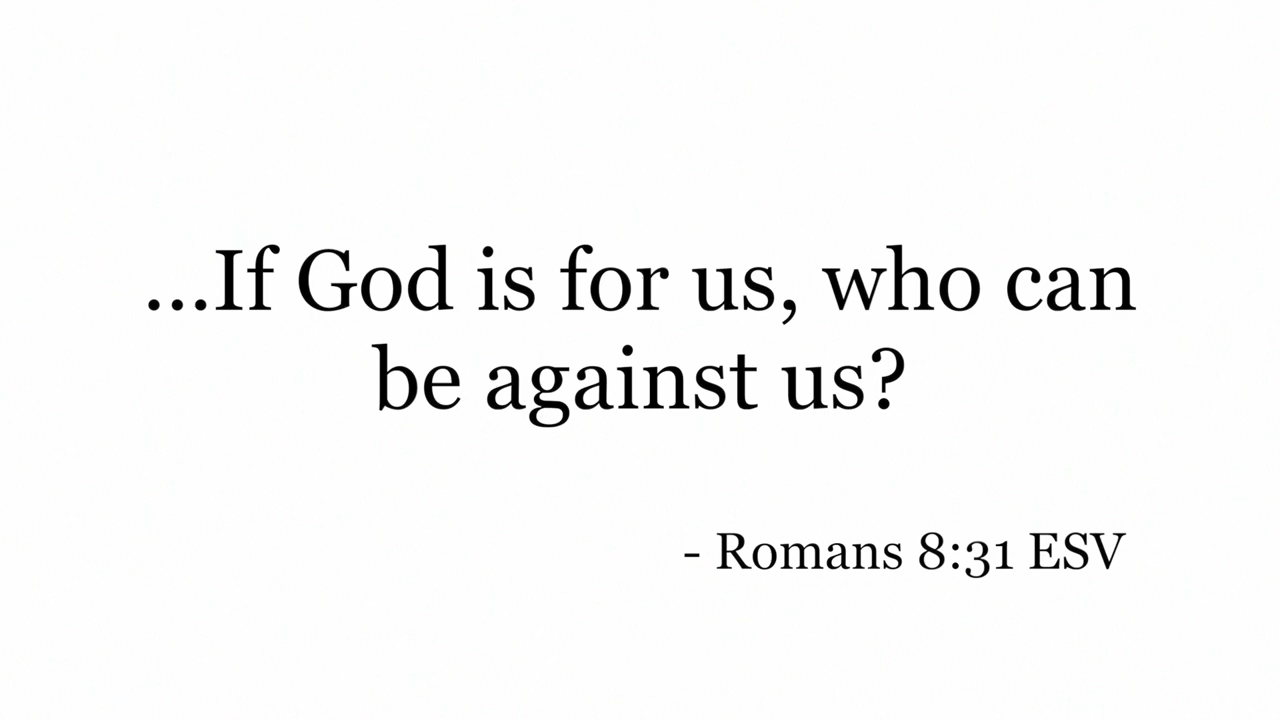 ...If God is for us, who can
be against us?
- Romans 8:31 ESV